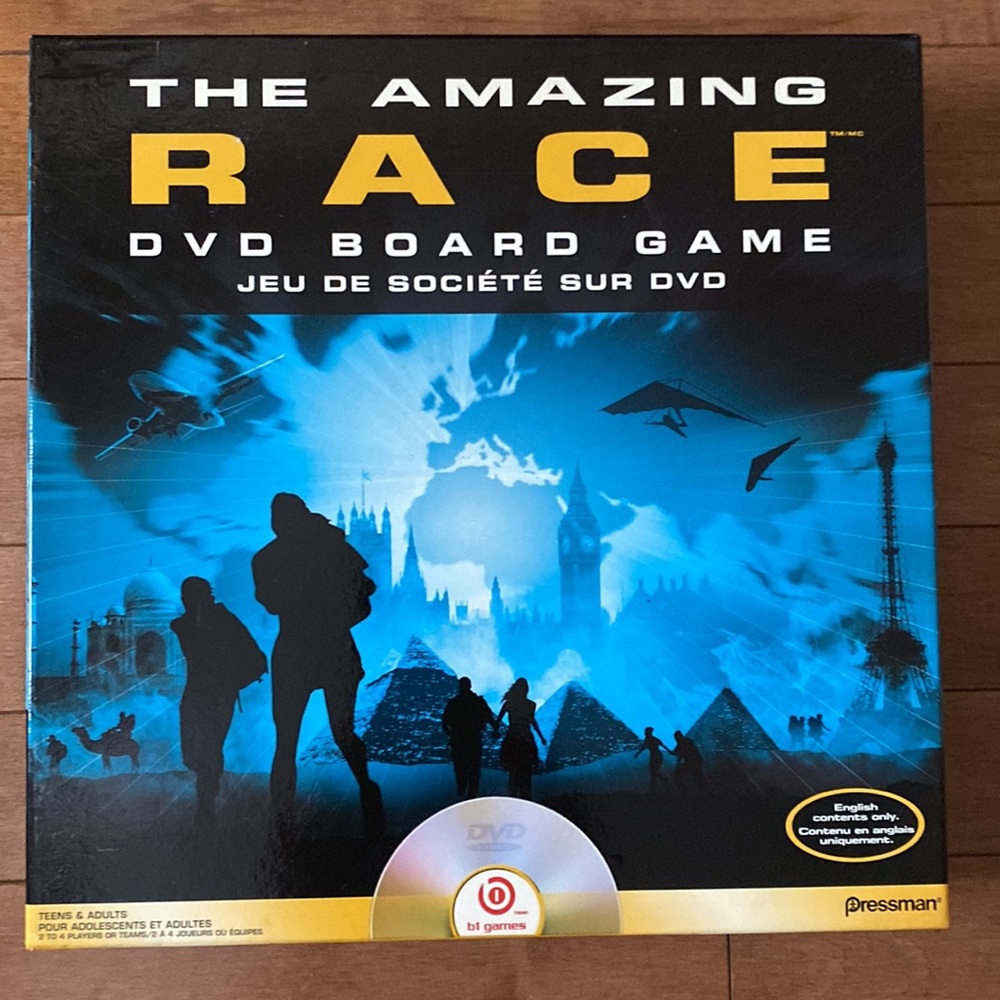 THE AMAZING
RACE TM/MC
DVD BOARD GAME
JEU DE SOCIÉTÉ SUR DVD
English
contents only.
Contenu en anglais
uniquement.
DVD
b1 games
TEENS & ADULTS
POUR ADOLESCENTS ET ADULTES
2 TO 4 PLAYERS OR TEAMS/2 À 4 JOUEURS OU ÉQUIPES
Pressman®